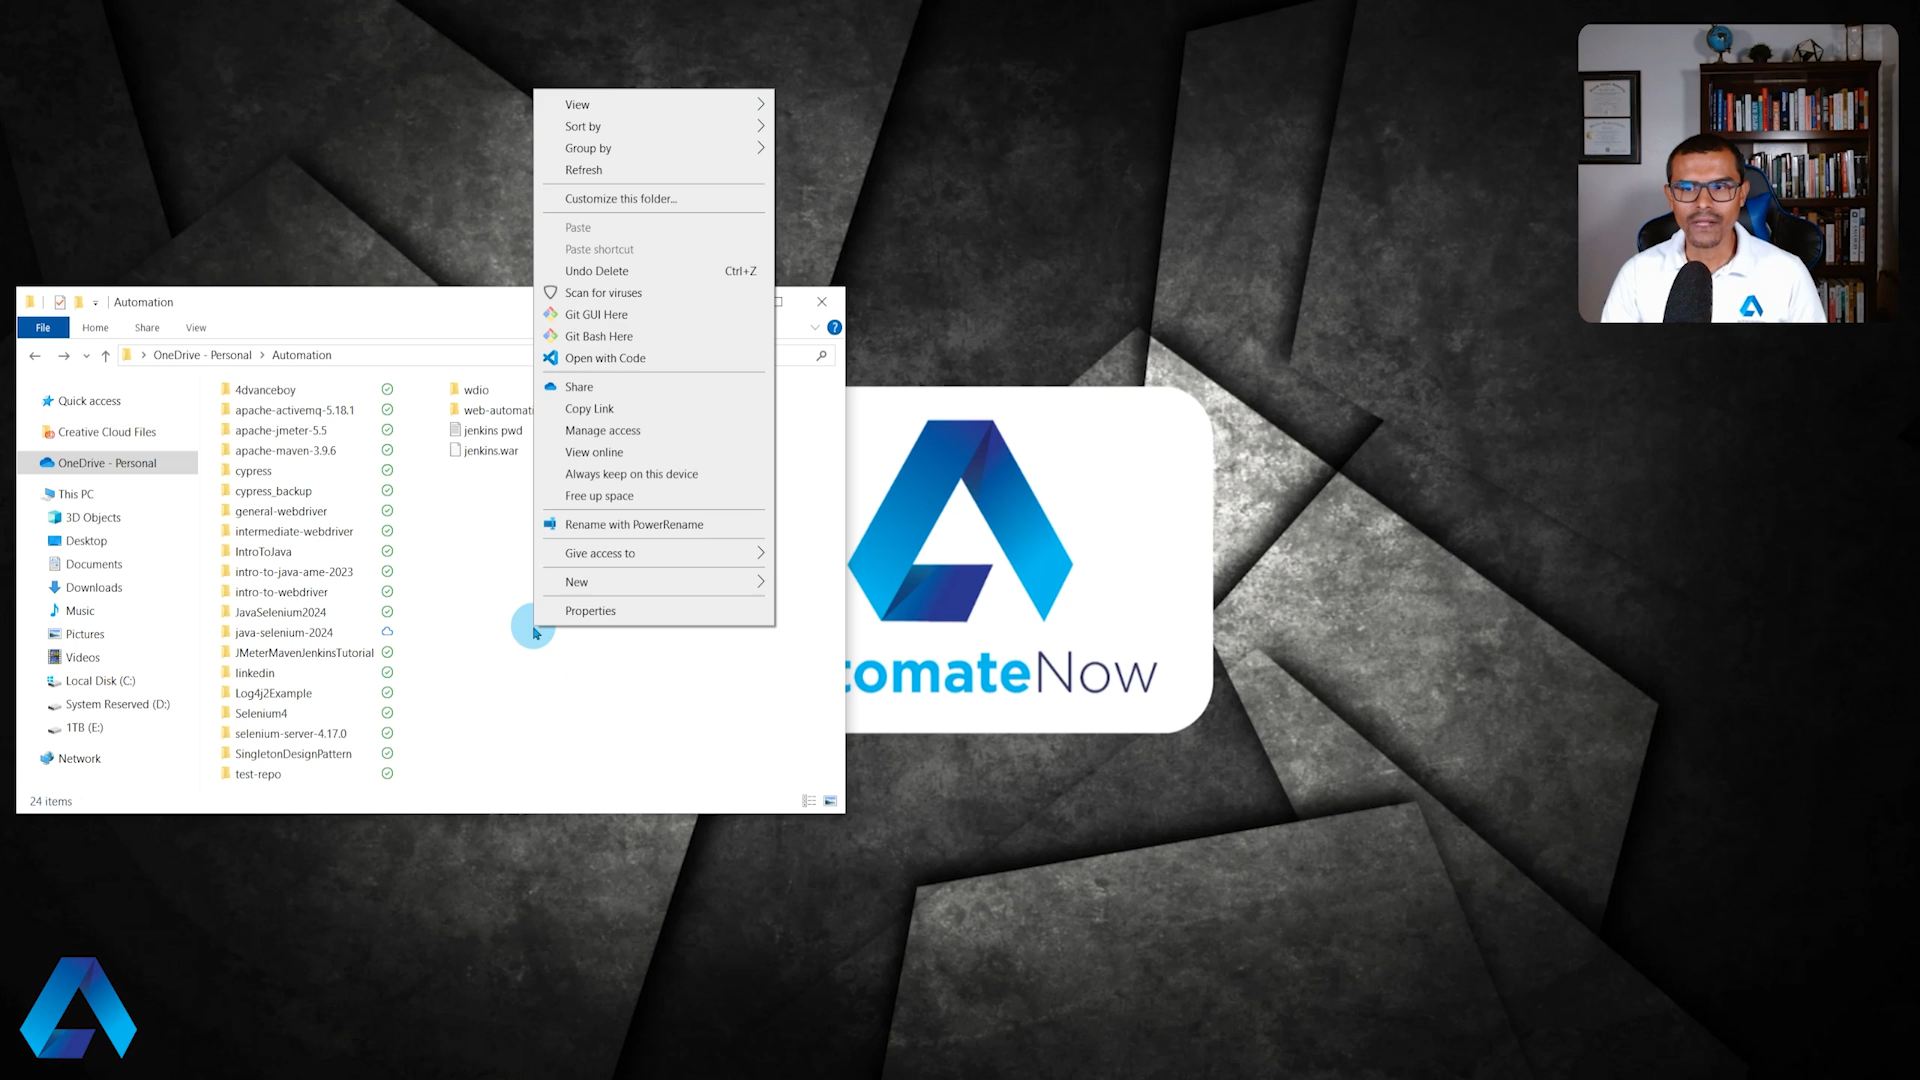 View
Sort by
Group by
Refresh
Customize this folder...
Paste
Paste shortcut
Undo Delete Ctrl+Z
Scan for viruses
Git GUI Here
Git Bash Here
Open with Code
Share
Copy Link
Manage access
View online
Always keep on this device
Free up space
Rename with PowerRename
Give access to
New
Properties
Automation
File Home Share View
OneDrive - Personal > Automation
Quick access
Creative Cloud Files
OneDrive - Personal
This PC
3D Objects
Desktop
Documents
Downloads
Music
Pictures
Videos
Local Disk (C:)
System Reserved (D:)
1TB (E:)
Network
4dvanceboy
apache-activemq-5.18.1
apache-jmeter-5.5
apache-maven-3.9.6
cypress
cypress_backup
general-webdriver
intermediate-webdriver
IntroToJava
intro-to-java-ame-2023
intro-to-webdriver
JavaSelenium2024
java-selenium-2024
JMeterMavenJenkinsTutorial
linkedin
Log4j2Example
Selenium4
selenium-server-4.17.0
SingletonDesignPattern
test-repo
wdio
web-automati
jenkins pwd
jenkins.war
24 items
tomateNow